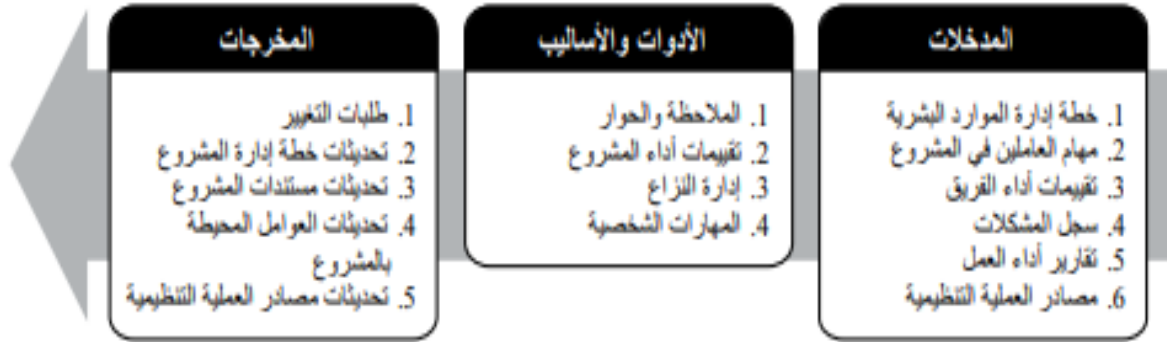 المدخلات
1. خطة إدارة الموارد البشرية
2. مهام العاملين في المشروع
3. تقييمات أداء الفريق
4. سجل المشكلات
5. تقارير أداء العمل
6. مصادر العملية التنظيمية
الأدوات والأساليب
1. الملاحظة والحوار
2. تقييمات أداء المشروع
3. إدارة النزاع
4. المهارات الشخصية
المخرجات
1. طلبات التغيير
2. تحديثات خطة إدارة المشروع
3. تحديثات مستندات المشروع
4. تحديثات العوامل المحيطة
بالمشروع
5. تحديثات مصادر العملية التنظيمية